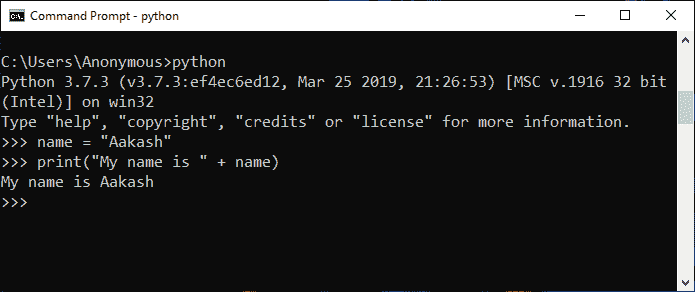 Command Prompt - python
C:\Users\Anonymous>python
Python 3.7.3 (v3.7.3:ef4ec6ed12, Mar 25 2019, 21:26:53) [MSC v.1916 32 bit
(Intel)] on win32
Type "help", "copyright", "credits" or "license" for more information.
>>> name = "Aakash"
>>> print("My name is " + name)
My name is Aakash
>>>